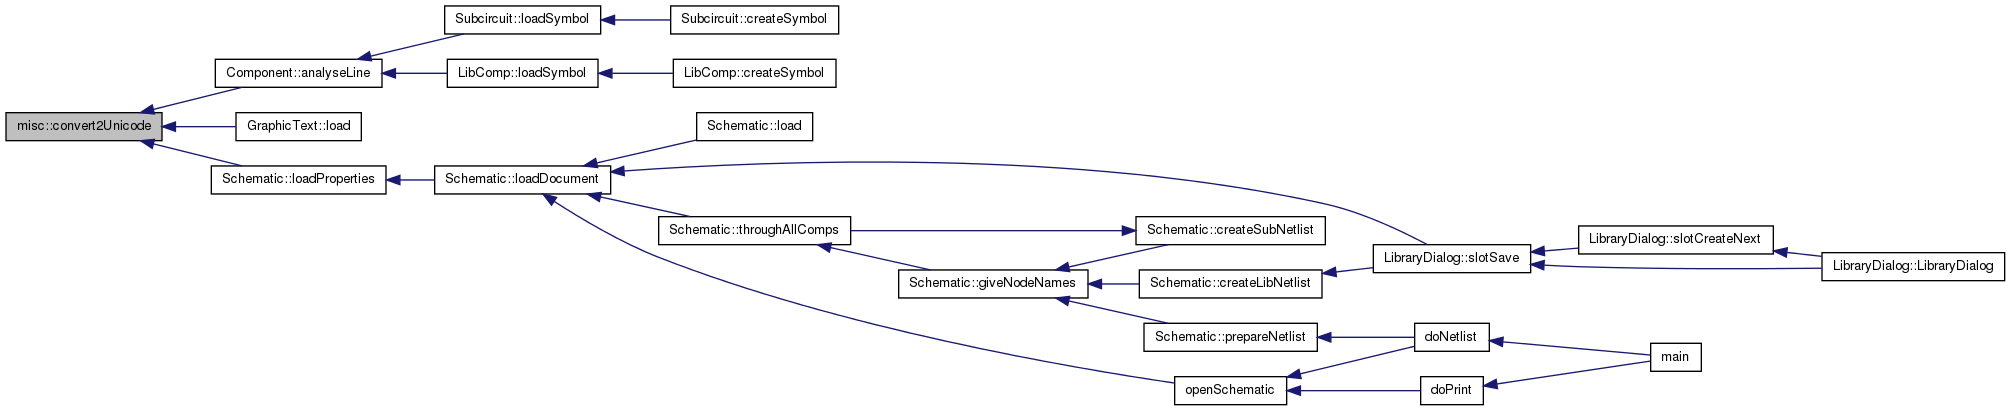 Subcircuit::loadSymbol
Subcircuit::createSymbol
Component::analyseLine
LibComp::loadSymbol
LibComp::createSymbol
misc::convert2Unicode
GraphicText::load
Schematic::load
Schematic::loadProperties
Schematic::loadDocument
Schematic::throughAllComps
Schematic::createSubNetlist
LibraryDialog::slotSave
LibraryDialog::slotCreateNext
LibraryDialog::LibraryDialog
Schematic::giveNodeNames
Schematic::createLibNetlist
Schematic::prepareNetlist
doNetlist
main
openSchematic
doPrint